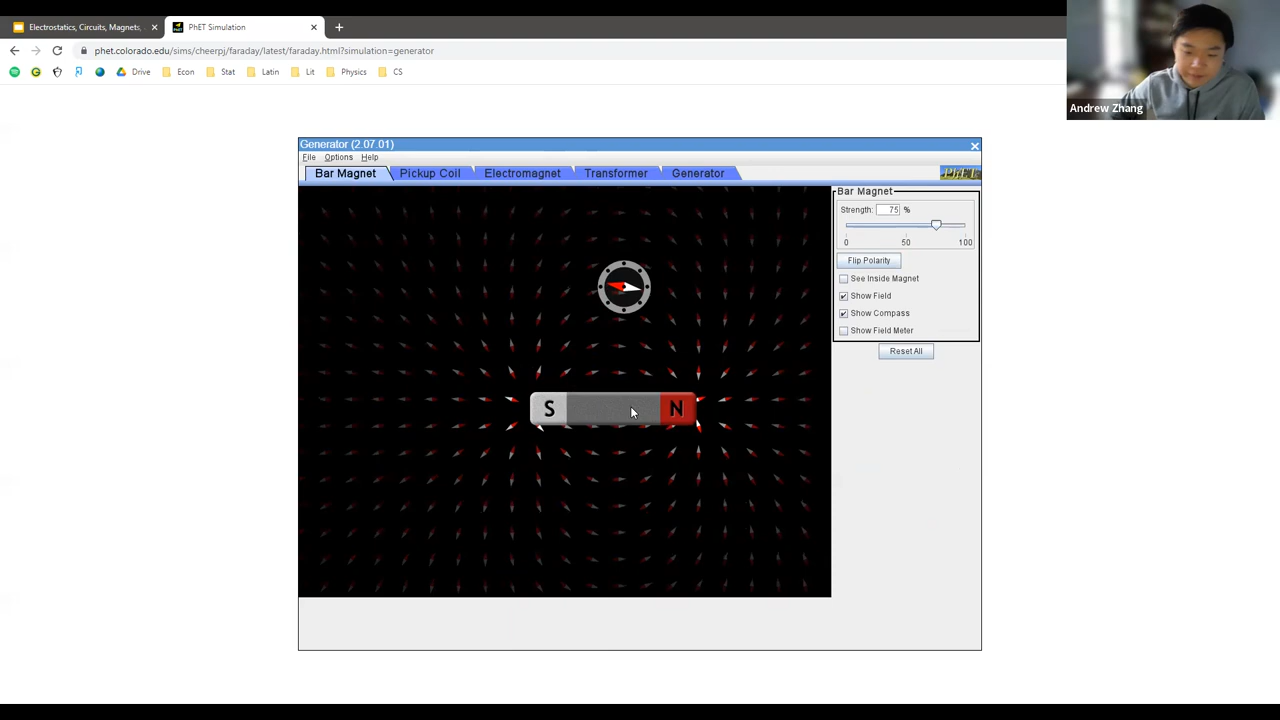 Electrostatics, Circuits, Magnets,
PhET Simulation
phet.colorado.edu/sims/cheerpj/faraday/latest/faraday.html?simulation=generator
Drive Econ Stat Latin Lit Physics CS
Andrew Zhang
Generator (2.07.01)
File Options Help
Bar Magnet Pickup Coil Electromagnet Transformer Generator
PhET
Bar Magnet
Strength: 75 %
0 50 100
Flip Polarity
See Inside Magnet
Show Field
Show Compass
Show Field Meter
Reset All
S N